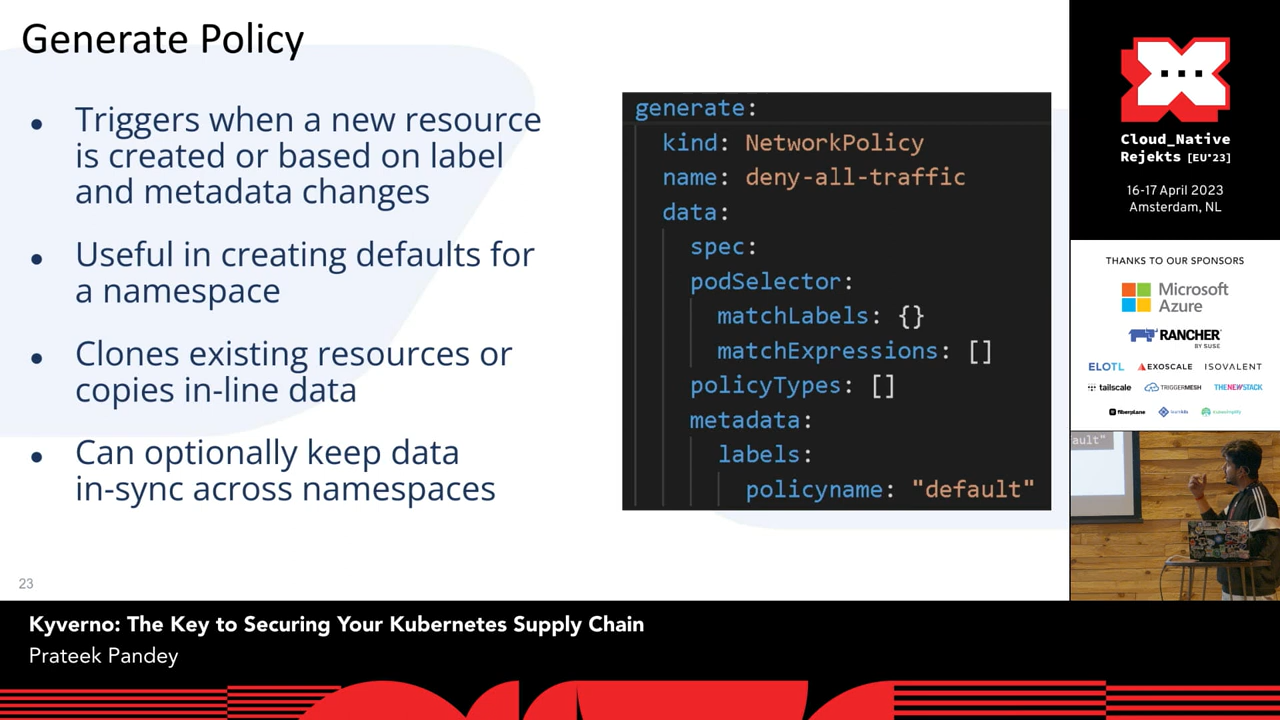 Generate Policy
● Triggers when a new resource
is created or based on label
and metadata changes
● Useful in creating defaults for
a namespace
● Clones existing resources or
copies in-line data
● Can optionally keep data
in-sync across namespaces
23
generate:
kind: NetworkPolicy
name: deny-all-traffic
data:
spec:
podSelector:
matchLabels: {}
matchExpressions: []
policyTypes: []
metadata:
labels:
policyname: "default"
Cloud_Native
Rejekts [EU'23]
16-17 April 2023
Amsterdam, NL
THANKS TO OUR SPONSORS
Microsoft
Azure
RANCHER
BY SUSE
ELOTL EXOSCALE ISOVALENT
tailscale TRIGGERMESH THENEWSTACK
fiberplane
ault"
Kyverno: The Key to Securing Your Kubernetes Supply Chain
Prateek Pandey